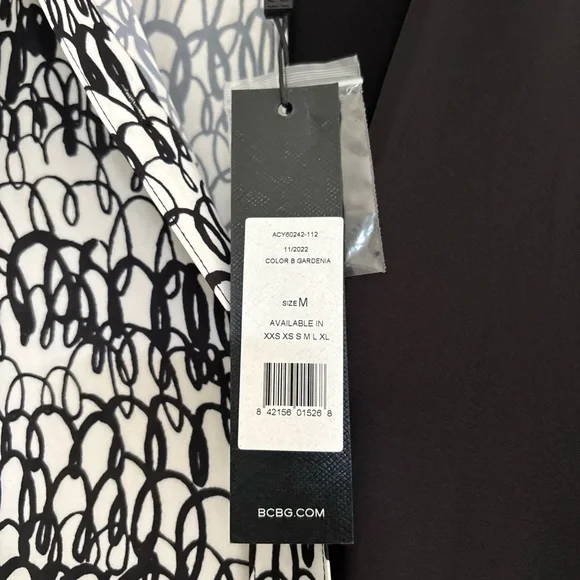 ACY60242-112
11/2022
COLOR B GARDENIA
SIZE M
AVAILABLE IN
XXS XS S M L XL
8 42156 01526 8
BCBG.COM